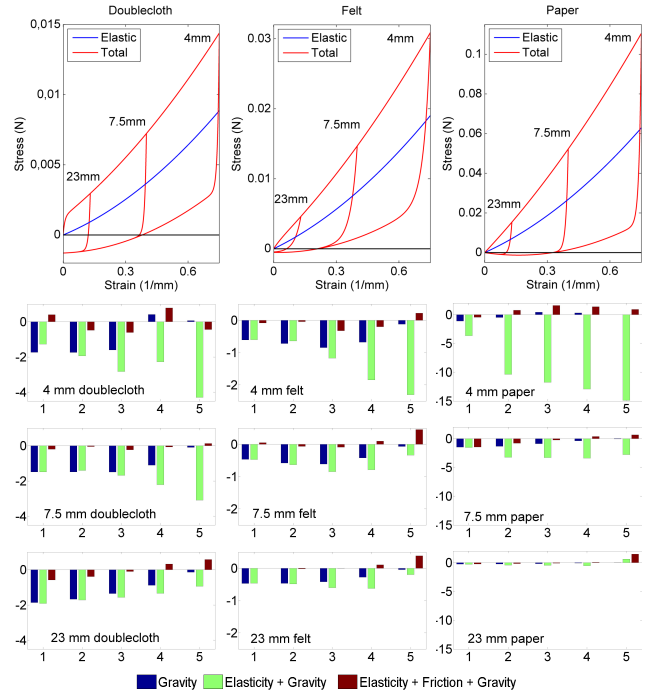 Doublecloth Felt Paper
0,015
0,01
0,005
0
Stress (N)
Elastic
Total
4mm
7.5mm
23mm
0 0.3 0.6
Strain (1/mm)
0.03
0.02
0.01
0
Stress (N)
Elastic
Total
4mm
7.5mm
23mm
0 0.3 0.6
Strain (1/mm)
0.1
0.08
0.06
0.04
0.02
0
Stress (N)
Elastic
Total
4mm
7.5mm
23mm
0 0.3 0.6
Strain (1/mm)
0
-2
-4
4 mm doublecloth
1 2 3 4 5
0
-1
-2
4 mm felt
1 2 3 4 5
0
-5
-10
-15
4 mm paper
1 2 3 4 5
0
-2
-4
7.5 mm doublecloth
1 2 3 4 5
0
-1
-2
7.5 mm felt
1 2 3 4 5
0
-5
-10
-15
7.5 mm paper
1 2 3 4 5
0
-2
-4
23 mm doublecloth
1 2 3 4 5
0
-1
-2
23 mm felt
1 2 3 4 5
0
-5
-10
-15
23 mm paper
1 2 3 4 5
Gravity Elasticity + Gravity Elasticity + Friction + Gravity